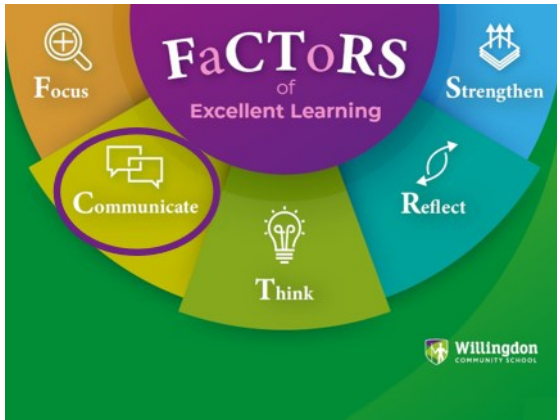 FaCToRS
of
Excellent Learning
Focus
Communicate
Think
Reflect
Strengthen
Willingdon
COMMUNITY SCHOOL